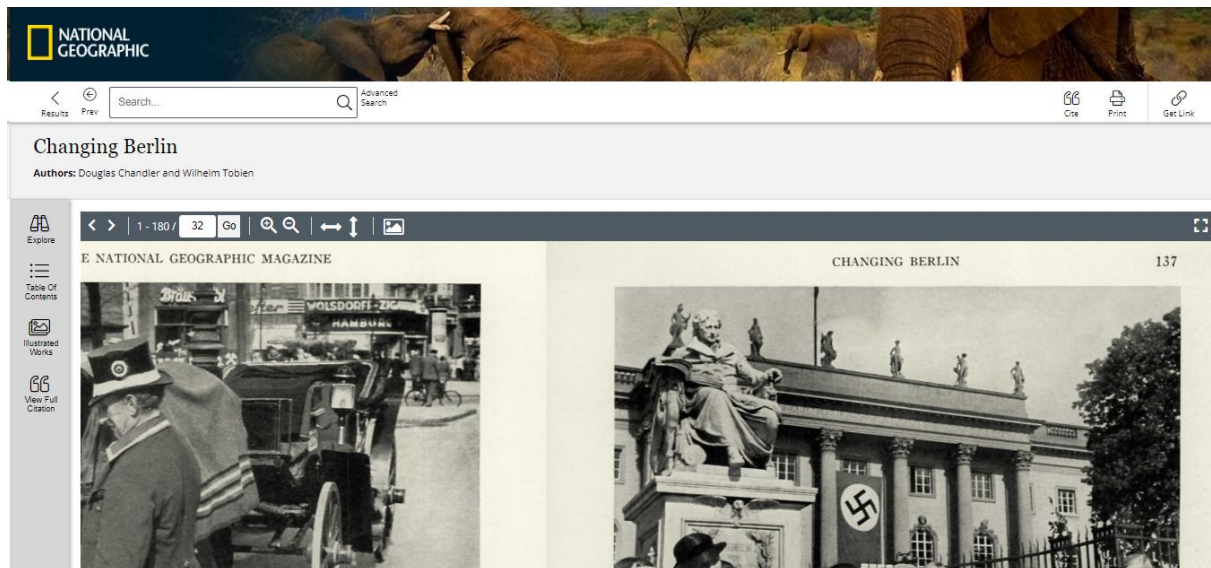 NATIONAL
GEOGRAPHIC
Results
Prev
Search...
Advanced
Search
Cite
Print
Get Link
Changing Berlin
Authors: Douglas Chandler and Wilhelm Tobien
Explore
Table Of
Contents
Illustrated
Works
View Full
Citation
1 - 180 / 32 Go
E NATIONAL GEOGRAPHIC MAGAZINE
CHANGING BERLIN 137
Bräu
WOLSDORFF-ZIG
HAMBURG